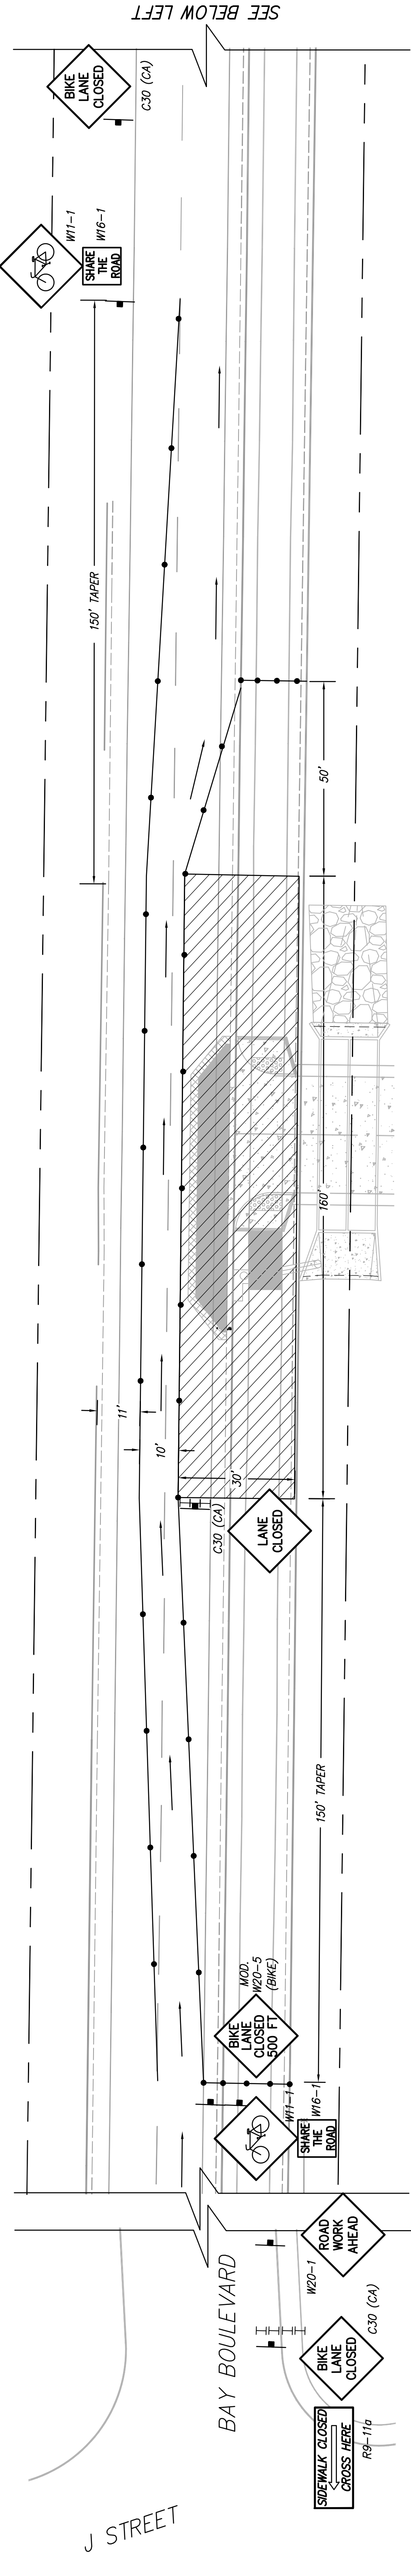 SEE BELOW LEFT
BIKE
LANE
CLOSED
C30 (CA)
W11-1
W16-1
SHARE
THE
ROAD
150' TAPER
50'
160'
11'
10'
30'
C30 (CA)
LANE
CLOSED
150' TAPER
MOD.
W20-5
(BIKE)
BIKE
LANE
CLOSED
500 FT
W11-1
W16-1
SHARE
THE
ROAD
ROAD
WORK
AHEAD
W20-1
BAY BOULEVARD
C30 (CA)
BIKE
LANE
CLOSED
SIDEWALK CLOSED
CROSS HERE
R9-11a
J STREET